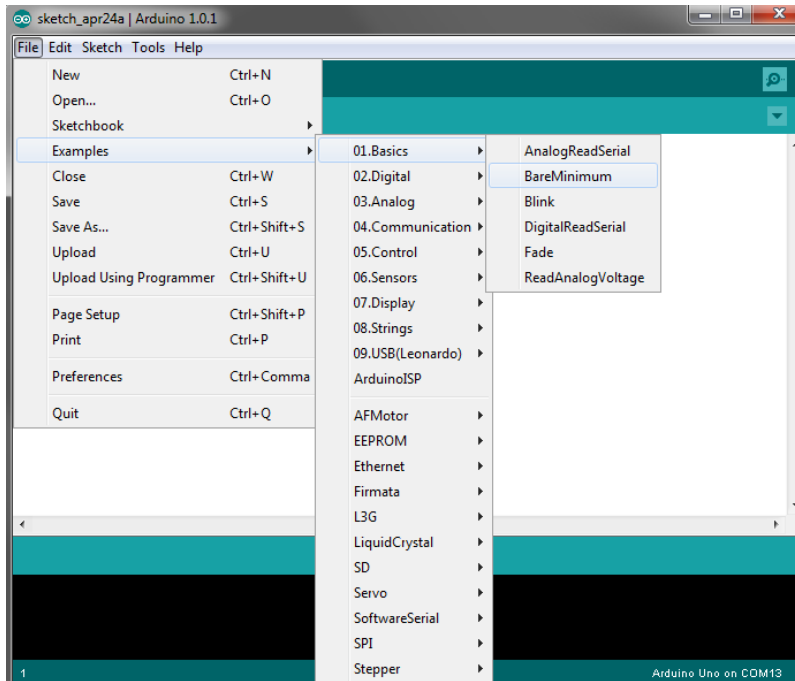 sketch_apr24a | Arduino 1.0.1
File Edit Sketch Tools Help
New Ctrl+N
Open... Ctrl+O
Sketchbook
Examples
Close Ctrl+W
Save Ctrl+S
Save As... Ctrl+Shift+S
Upload Ctrl+U
Upload Using Programmer Ctrl+Shift+U
Page Setup Ctrl+Shift+P
Print Ctrl+P
Preferences Ctrl+Comma
Quit Ctrl+Q
01.Basics
02.Digital
03.Analog
04.Communication
05.Control
06.Sensors
07.Display
08.Strings
09.USB(Leonardo)
ArduinoISP
AFMotor
EEPROM
Ethernet
Firmata
L3G
LiquidCrystal
SD
Servo
SoftwareSerial
SPI
Stepper
AnalogReadSerial
BareMinimum
Blink
DigitalReadSerial
Fade
ReadAnalogVoltage
1 Arduino Uno on COM13